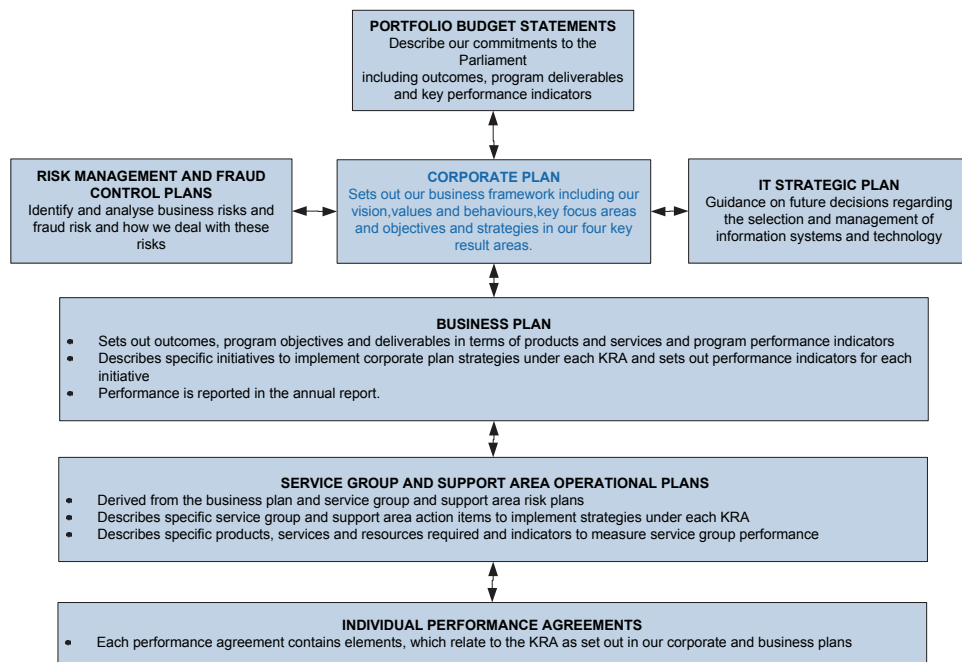 PORTFOLIO BUDGET STATEMENTS
Describe our commitments to the
Parliament
including outcomes, program deliverables
and key performance indicators
RISK MANAGEMENT AND FRAUD
CONTROL PLANS
Identify and analyse business risks and
fraud risk and how we deal with these
risks
CORPORATE PLAN
Sets out our business framework including our
vision,values and behaviours,key focus areas
and objectives and strategies in our four key
result areas.
IT STRATEGIC PLAN
Guidance on future decisions regarding
the selection and management of
information systems and technology
BUSINESS PLAN
• Sets out outcomes, program objectives and deliverables in terms of products and services and program performance indicators
• Describes specific initiatives to implement corporate plan strategies under each KRA and sets out performance indicators for each
initiative
• Performance is reported in the annual report.
SERVICE GROUP AND SUPPORT AREA OPERATIONAL PLANS
• Derived from the business plan and service group and support area risk plans
• Describes specific service group and support area action items to implement strategies under each KRA
• Describes specific products, services and resources required and indicators to measure service group performance
INDIVIDUAL PERFORMANCE AGREEMENTS
• Each performance agreement contains elements, which relate to the KRA as set out in our corporate and business plans